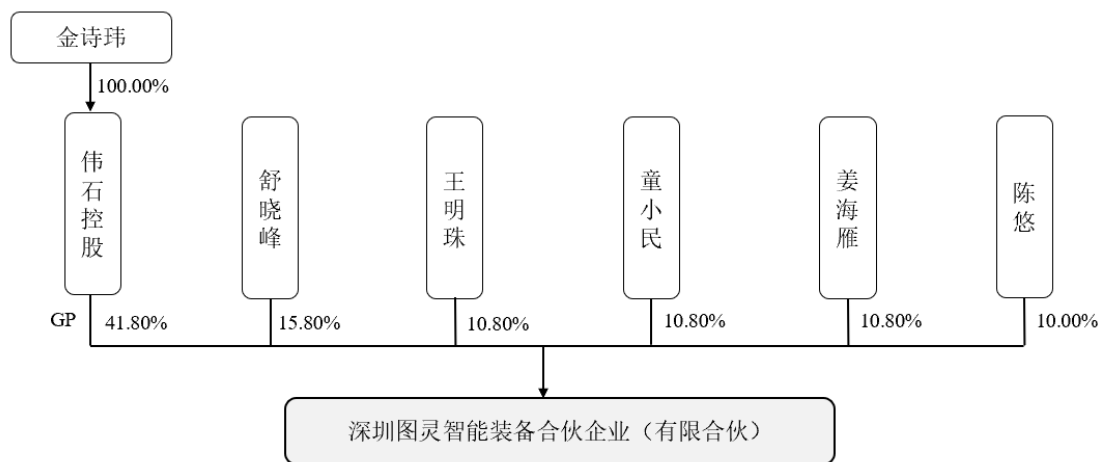 金诗玮
100.00%
伟石控股
舒晓峰
王明珠
童小民
姜海雁
陈悠
GP
41.80%
15.80%
10.80%
10.80%
10.80%
10.00%
深圳图灵智能装备合伙企业（有限合伙）